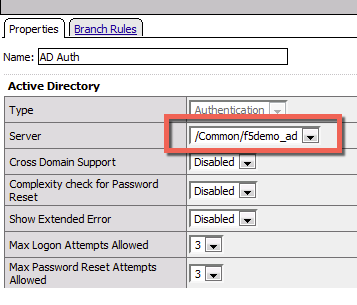 Properties Branch Rules
Name: AD Auth
Active Directory
Type Authentication
Server /Common/f5demo_ad
Cross Domain Support Disabled
Complexity check for Password
Reset Disabled
Show Extended Error Disabled
Max Logon Attempts Allowed 3
Max Password Reset Attempts
Allowed 3